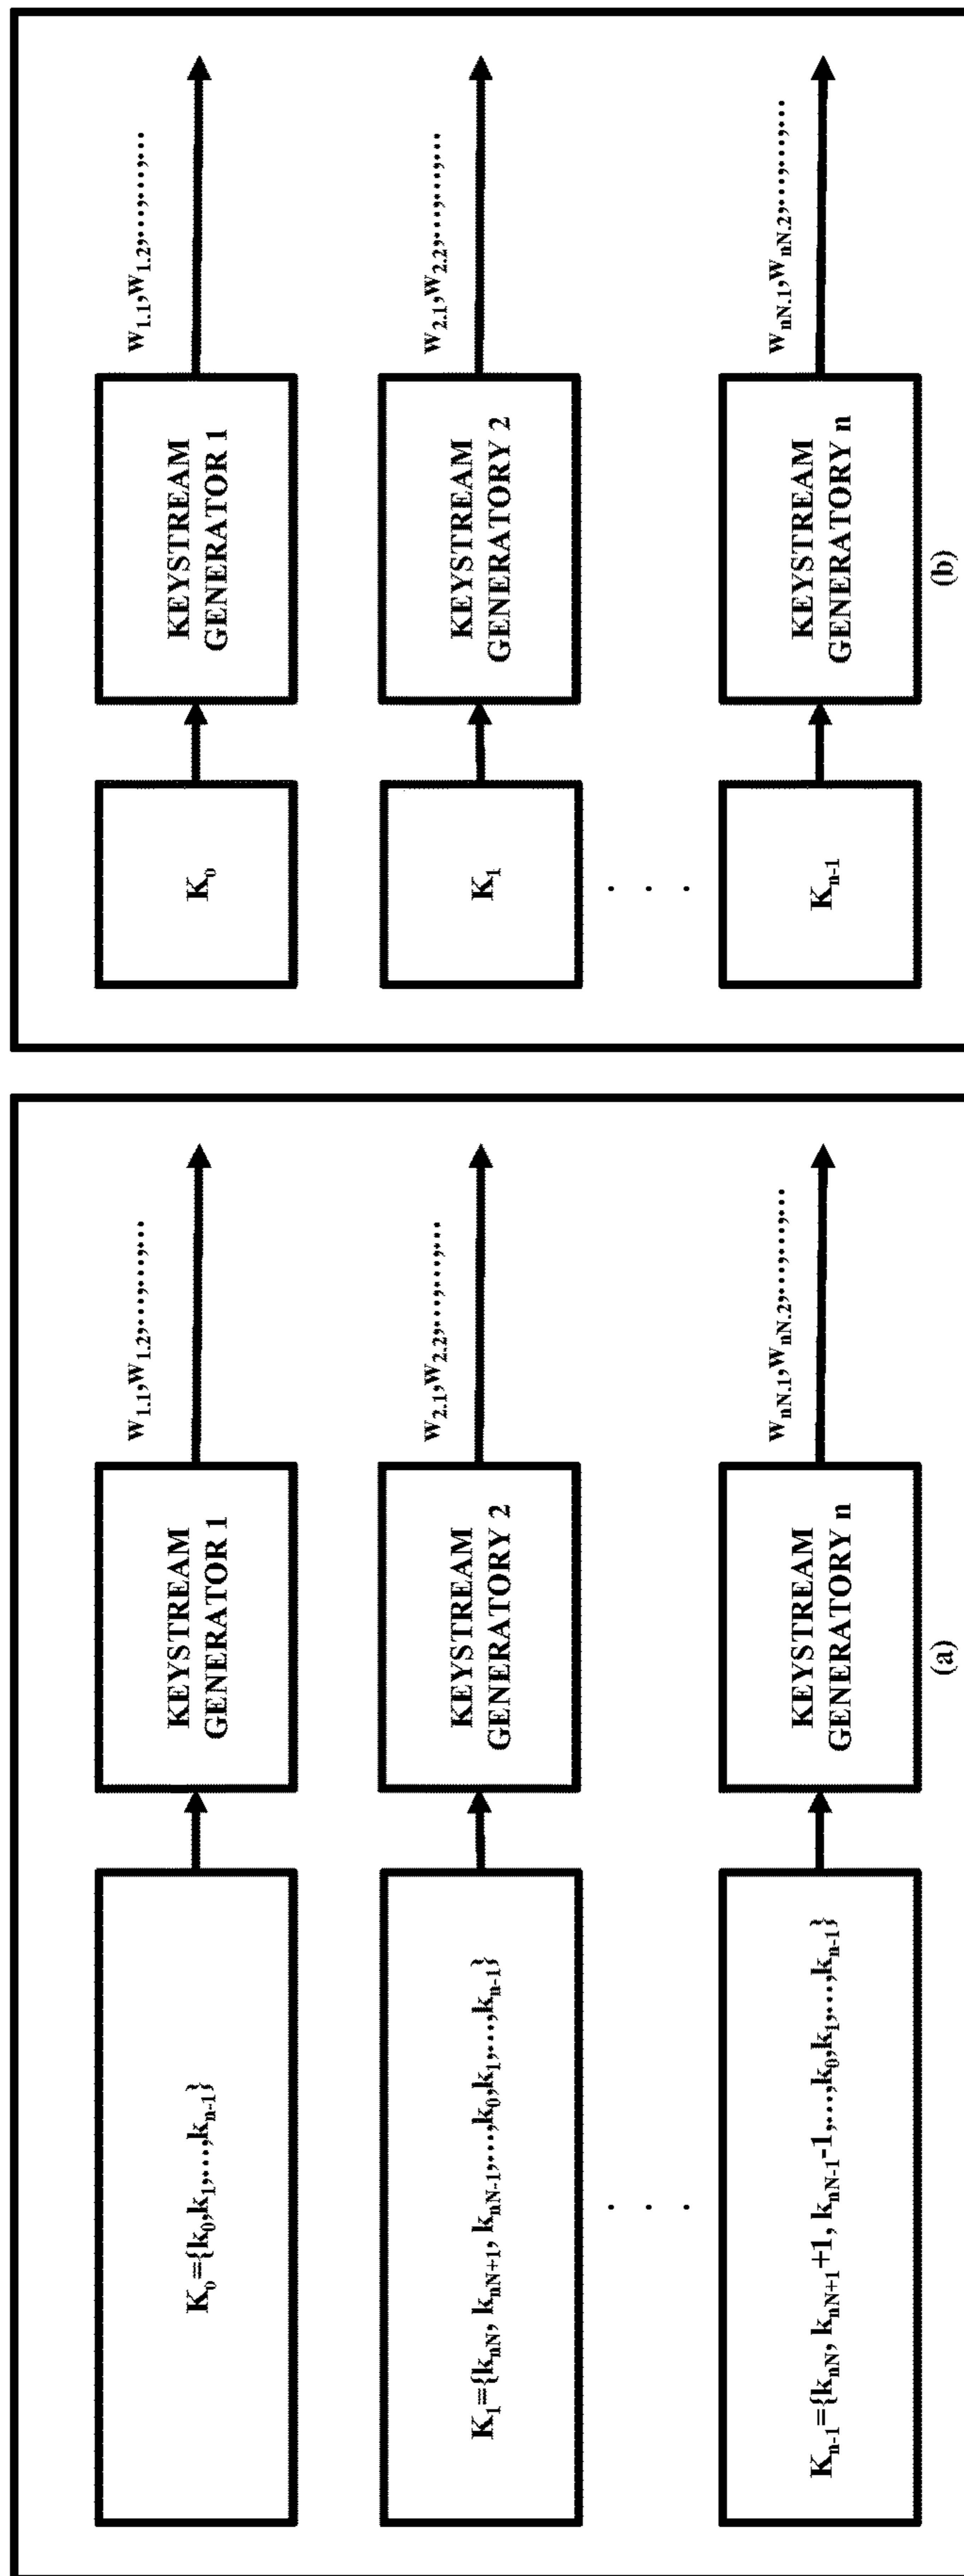 K₀={k₀,k₁,...,kₙ₋₁}
KEYSTREAM
GENERATOR 1
w₁.₁,w₁.₂,...,...,...
K₁={kₙN, kₙN₊₁, kₙN₋₁,...,k₀,k₁,...,kₙ₋₁}
KEYSTREAM
GENERATORY 2
w₂.₁,w₂.₂,...,...,...
. . .
Kₙ₋₁={kₙN, kₙN₊₁+1, kₙN₋₁-1,...,k₀,k₁,...,kₙ₋₁}
KEYSTREAM
GENERATORY n
wₙN.₁,wₙN.₂,...,...,...
(a)
K₀
KEYSTREAM
GENERATOR 1
w₁.₁,w₁.₂,...,...,...
K₁
KEYSTREAM
GENERATORY 2
w₂.₁,w₂.₂,...,...,...
. . .
Kₙ₋₁
KEYSTREAM
GENERATORY n
wₙN.₁,wₙN.₂,...,...,...
(b)